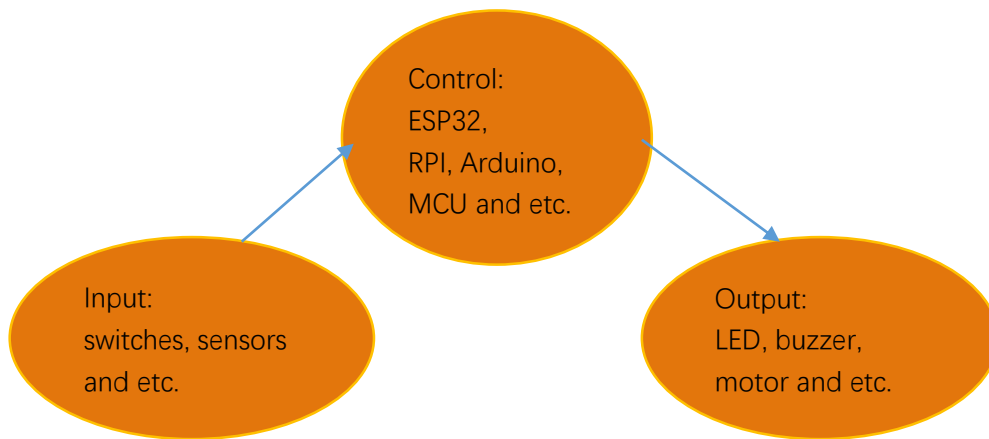 Control:
ESP32,
RPI, Arduino,
MCU and etc.
Input:
switches, sensors
and etc.
Output:
LED, buzzer,
motor and etc.